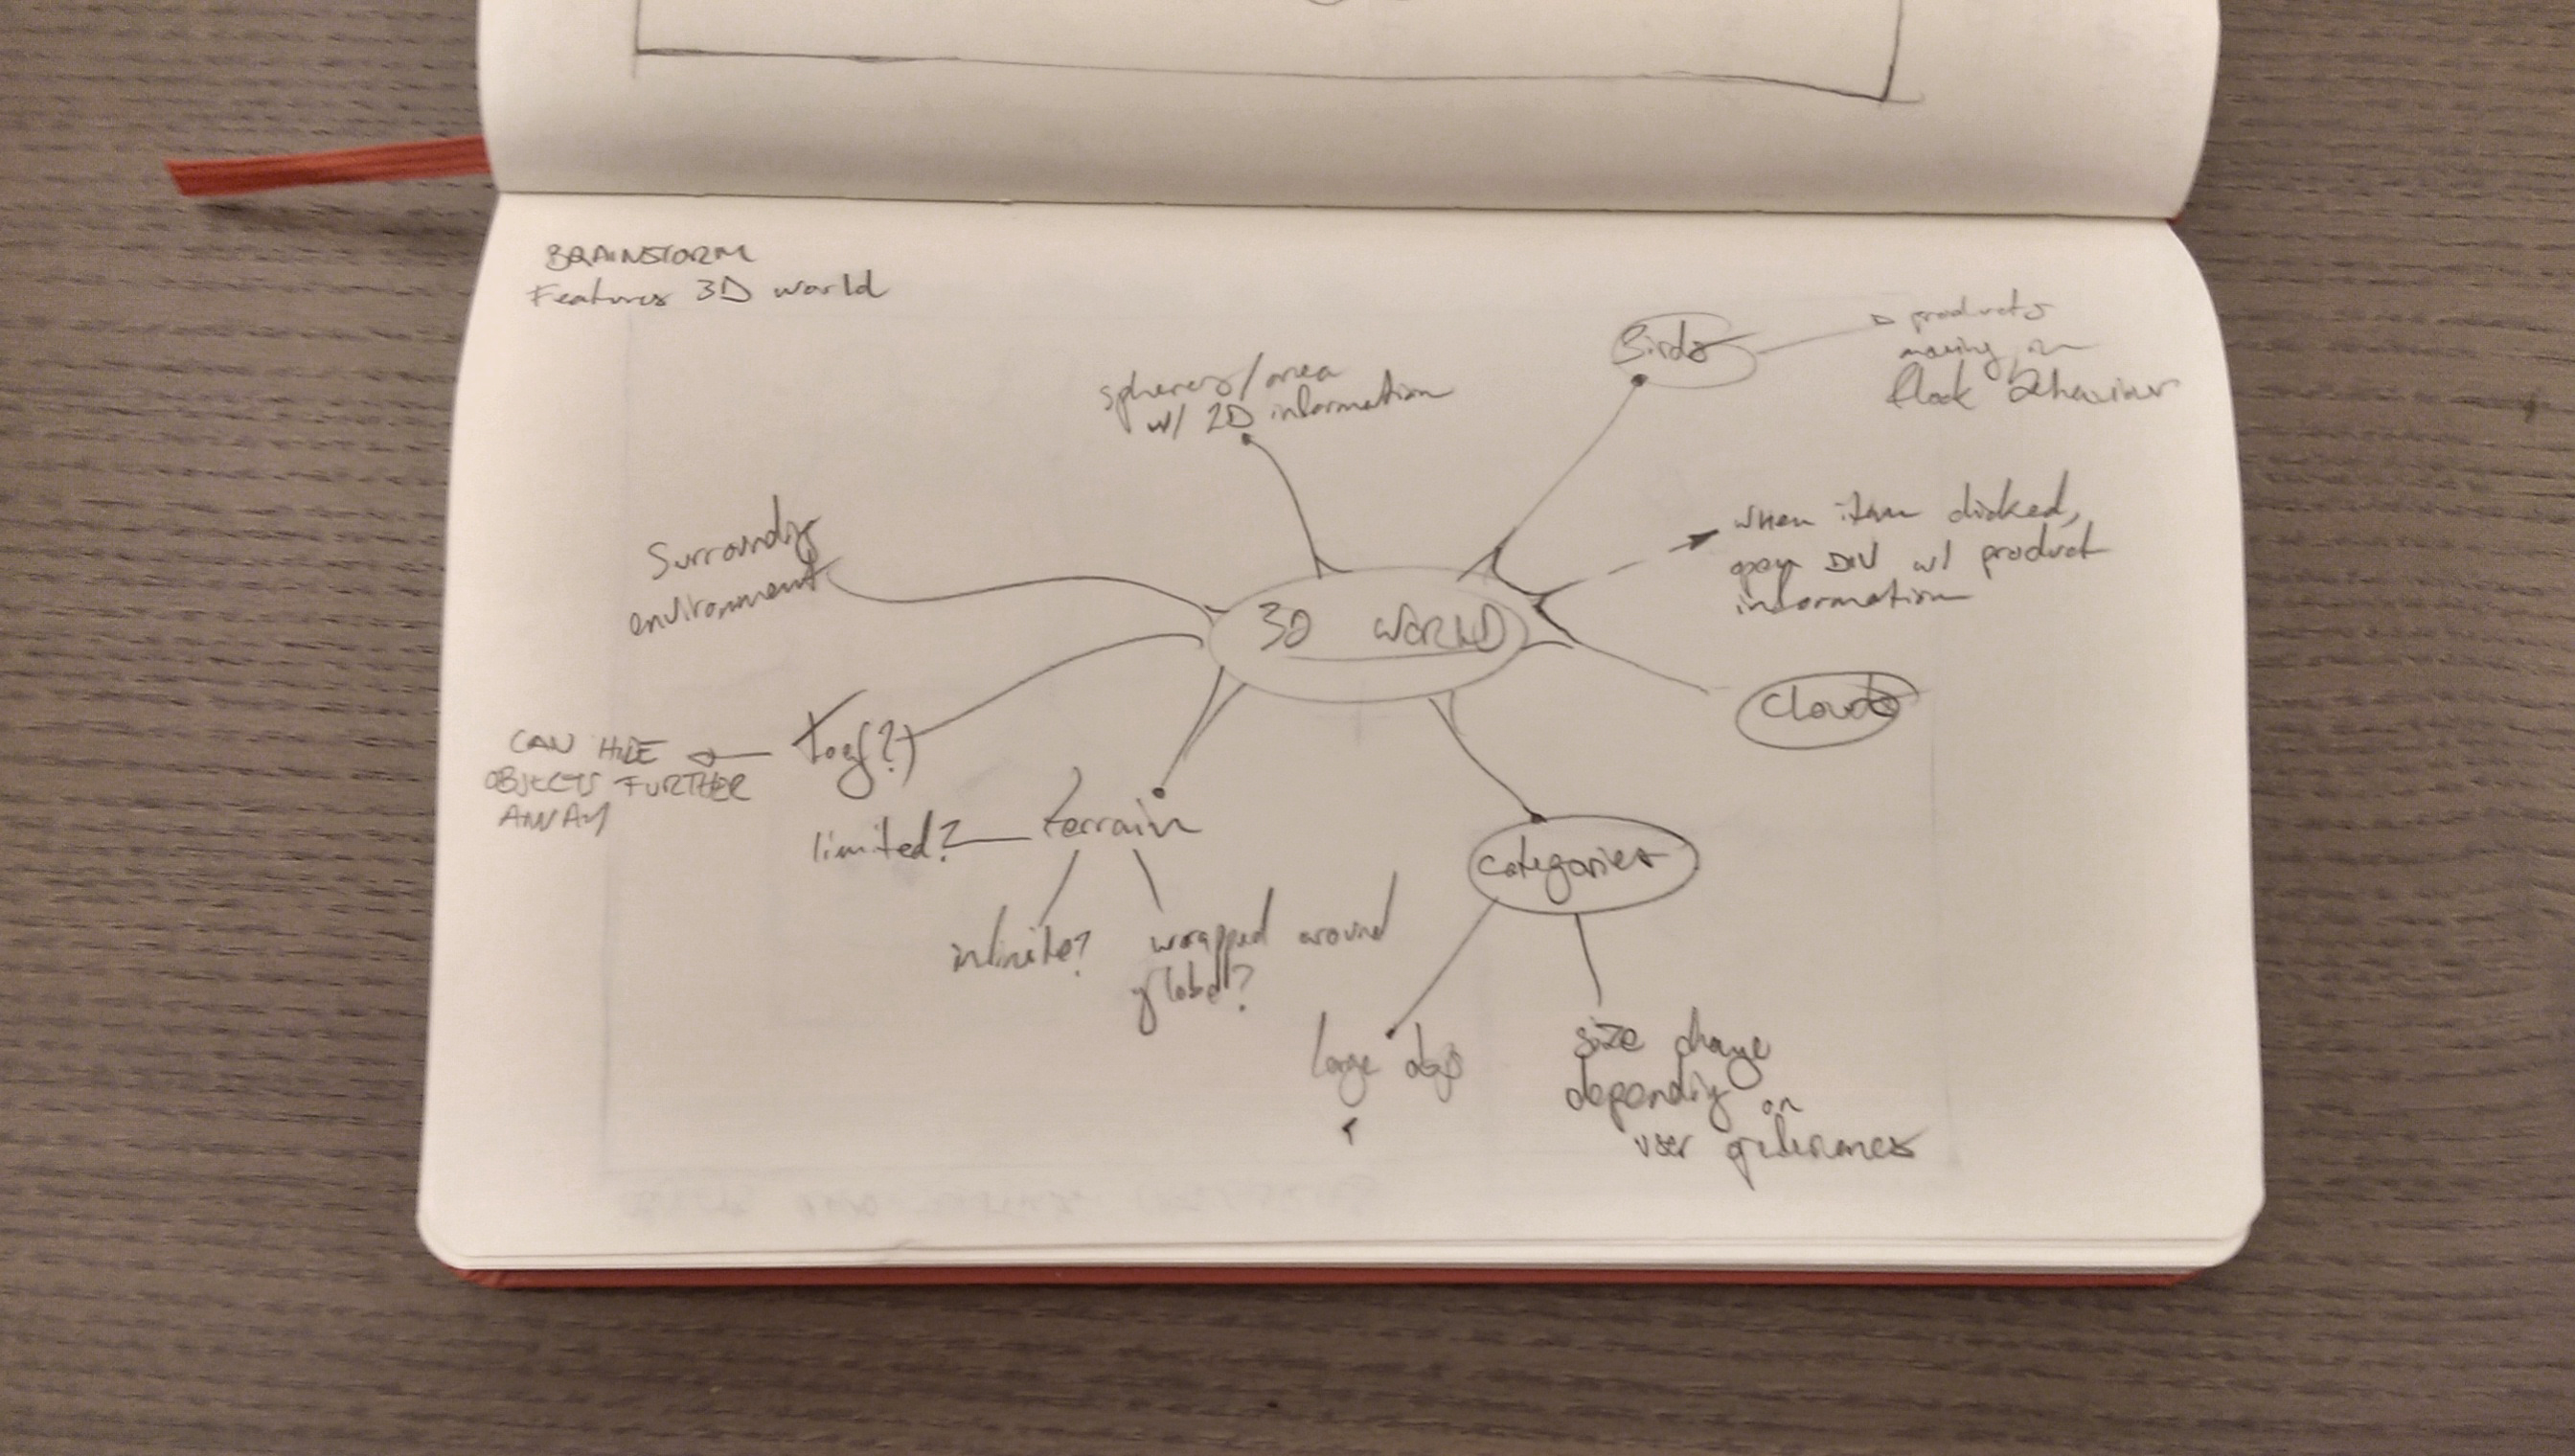 BRAINSTORM
Features 3D world
Birds
products
moving in
flock behaviour
spheres/area
w/ 2D information
when item clicked,
open DIV w/ product
information
Surrounding
environment
3D WORLD
Clouds
fog(?)
CAN HIDE
OBJECTS FURTHER
AWAY
terrain
limited?
infinite?
wrapped around
globe?
categories
large objs
size change
depending on
user preferences